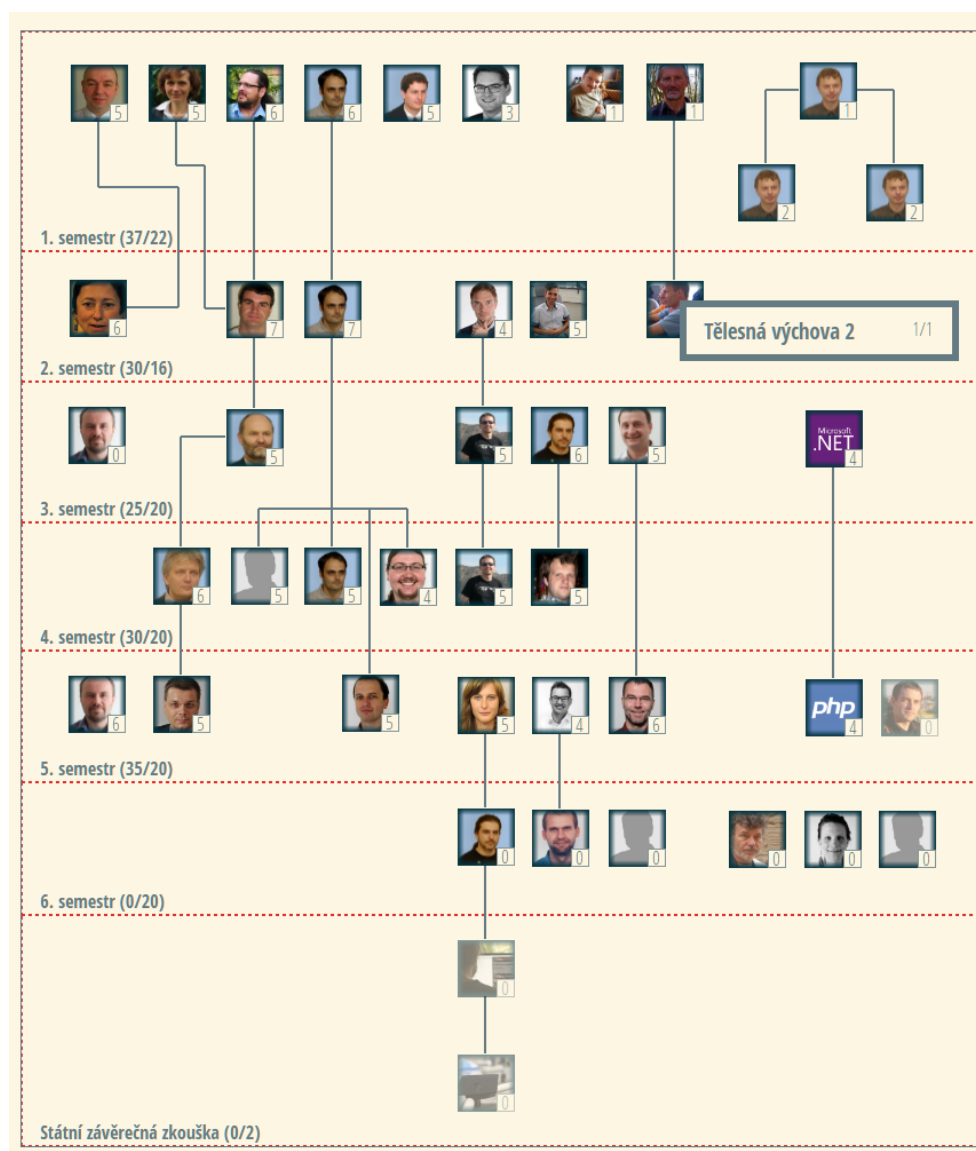 5 5 6 6 5 3 1 1 1
2 2
1. semestr (37/22)
6 7 7 4 5
Tělesná výchova 2 1/1
2. semestr (30/16)
0 5 5 6 5 Microsoft .NET 4
3. semestr (25/20)
6 5 5 4 5 5
4. semestr (30/20)
6 5 5 5 4 6 php 4 0
5. semestr (35/20)
0 0 0 0 0 0
6. semestr (0/20)
0
0
Státní závěrečná zkouška (0/2)